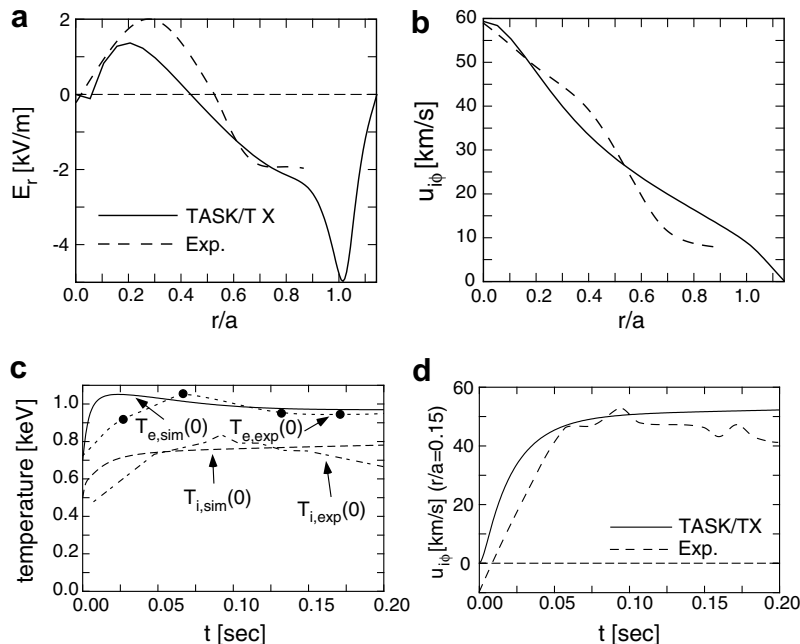 a
2
0
-2
-4
E_r [kV/m]
TASK/T X
Exp.
0.0 0.2 0.4 0.6 0.8 1.0
r/a
b
60
50
40
30
20
10
0
u_iϕ [km/s]
0.0 0.2 0.4 0.6 0.8 1.0
r/a
c
1.0
0.8
0.6
0.4
0.2
0.0
temperature [keV]
T_e,sim(0)
T_e,exp(0)
T_i,sim(0)
T_i,exp(0)
0.00 0.05 0.10 0.15 0.20
t [sec]
d
60
40
20
0
u_iϕ [km/s] (r/a=0.15)
TASK/TX
Exp.
0.00 0.05 0.10 0.15 0.20
t [sec]